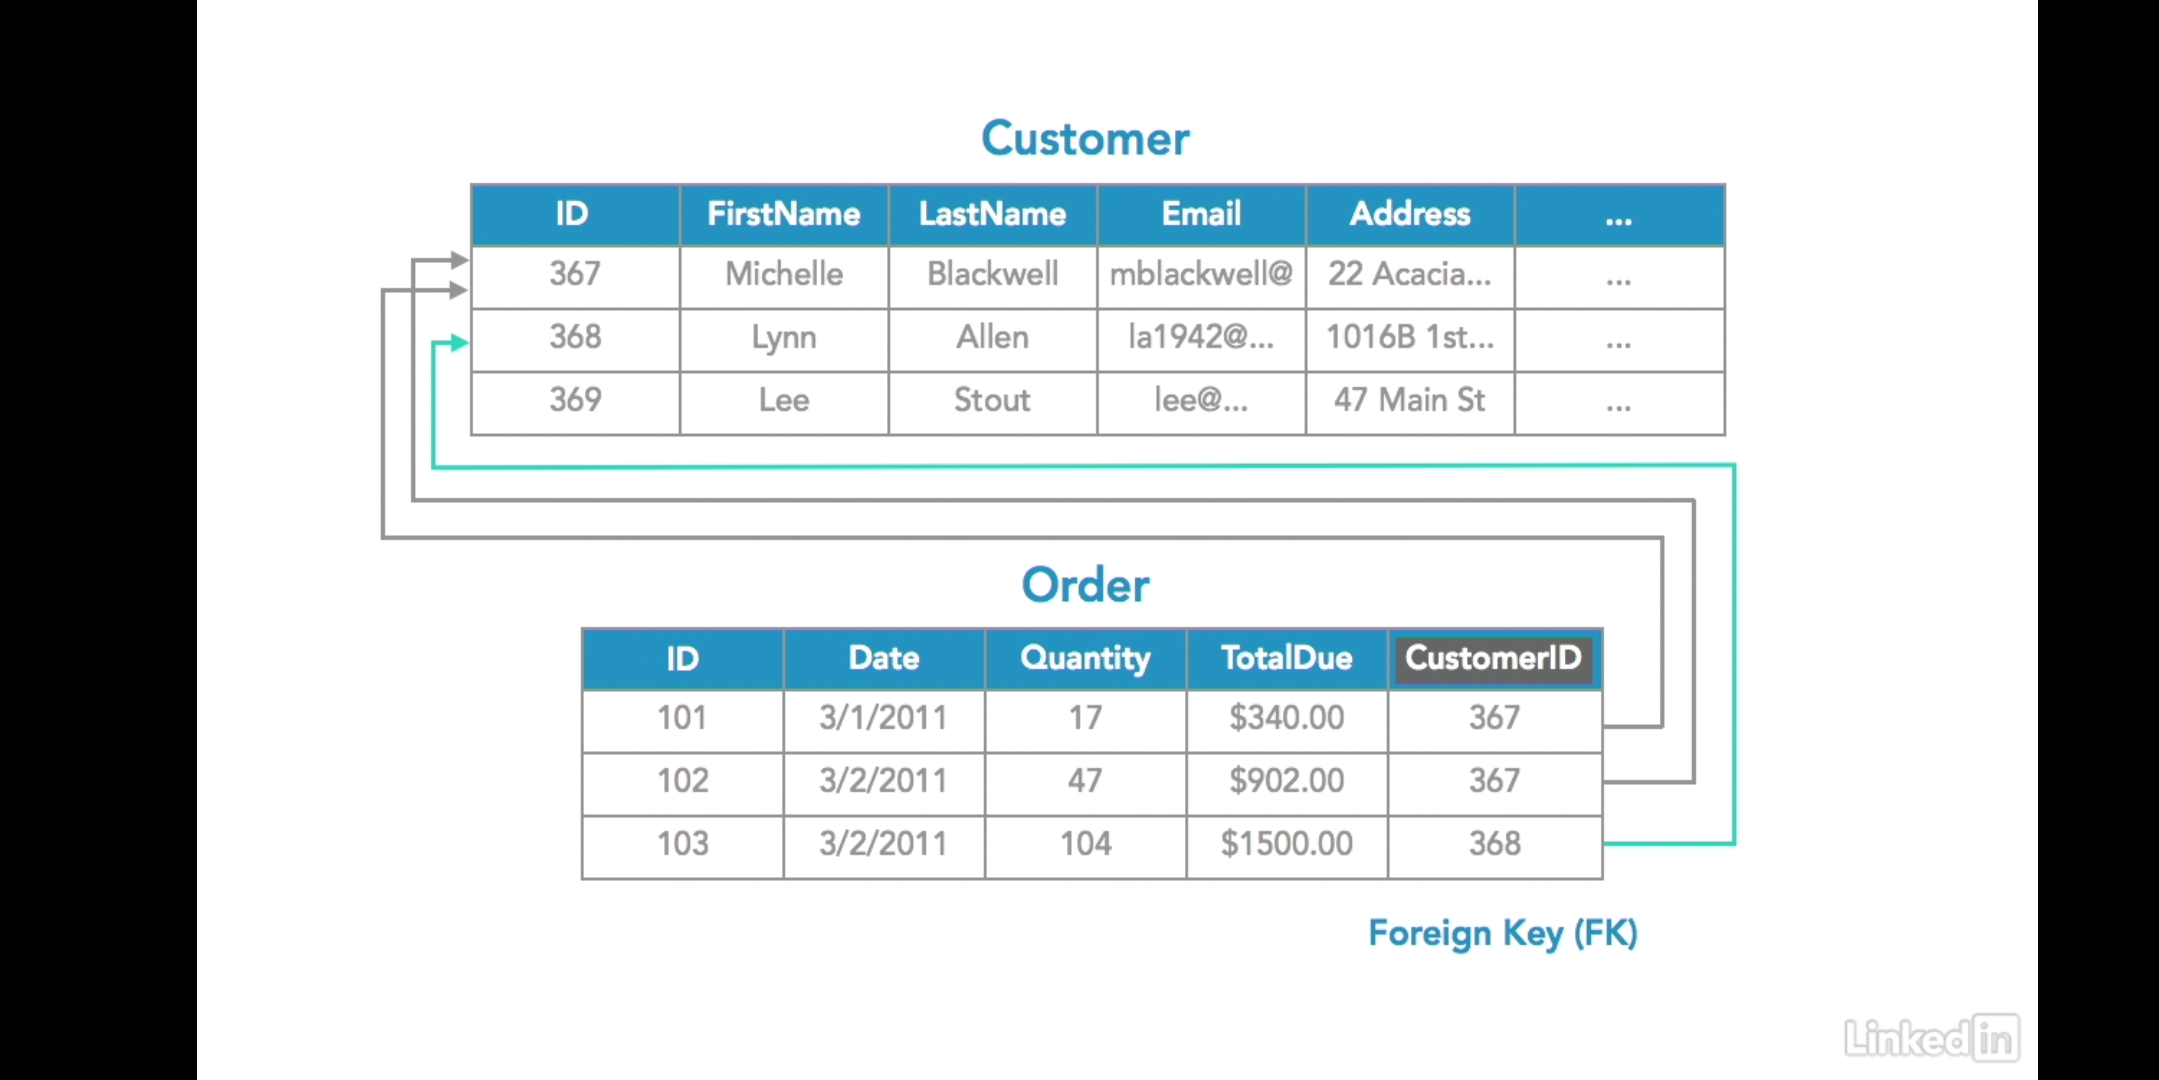 Customer
ID FirstName LastName Email Address ...
367 Michelle Blackwell mblackwell@ 22 Acacia... ...
368 Lynn Allen la1942@... 1016B 1st... ...
369 Lee Stout lee@... 47 Main St ...
Order
ID Date Quantity TotalDue CustomerID
101 3/1/2011 17 $340.00 367
102 3/2/2011 47 $902.00 367
103 3/2/2011 104 $1500.00 368
Foreign Key (FK)
Linked in